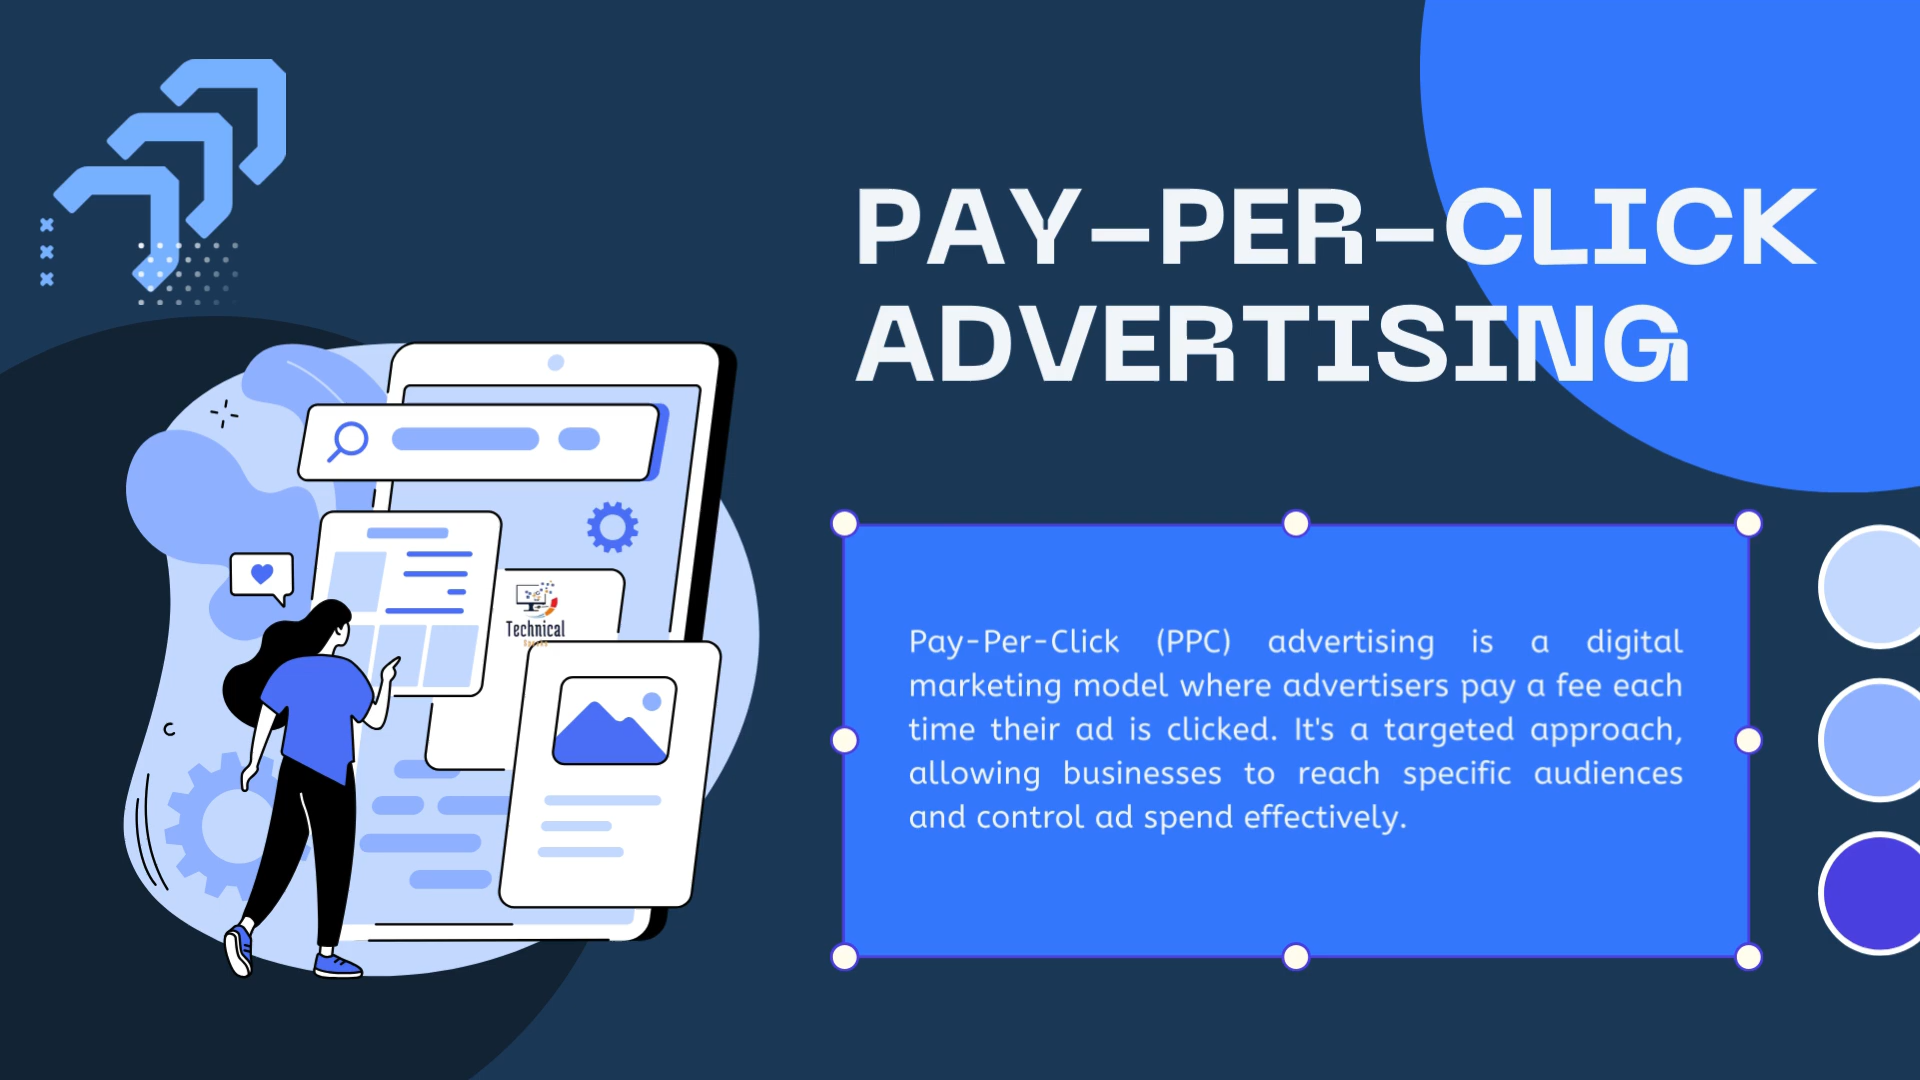 PAY-PER-CLICK
ADVERTISING
Technical
Pay-Per-Click (PPC) advertising is a digital
marketing model where advertisers pay a fee each
time their ad is clicked. It's a targeted approach,
allowing businesses to reach specific audiences
and control ad spend effectively.